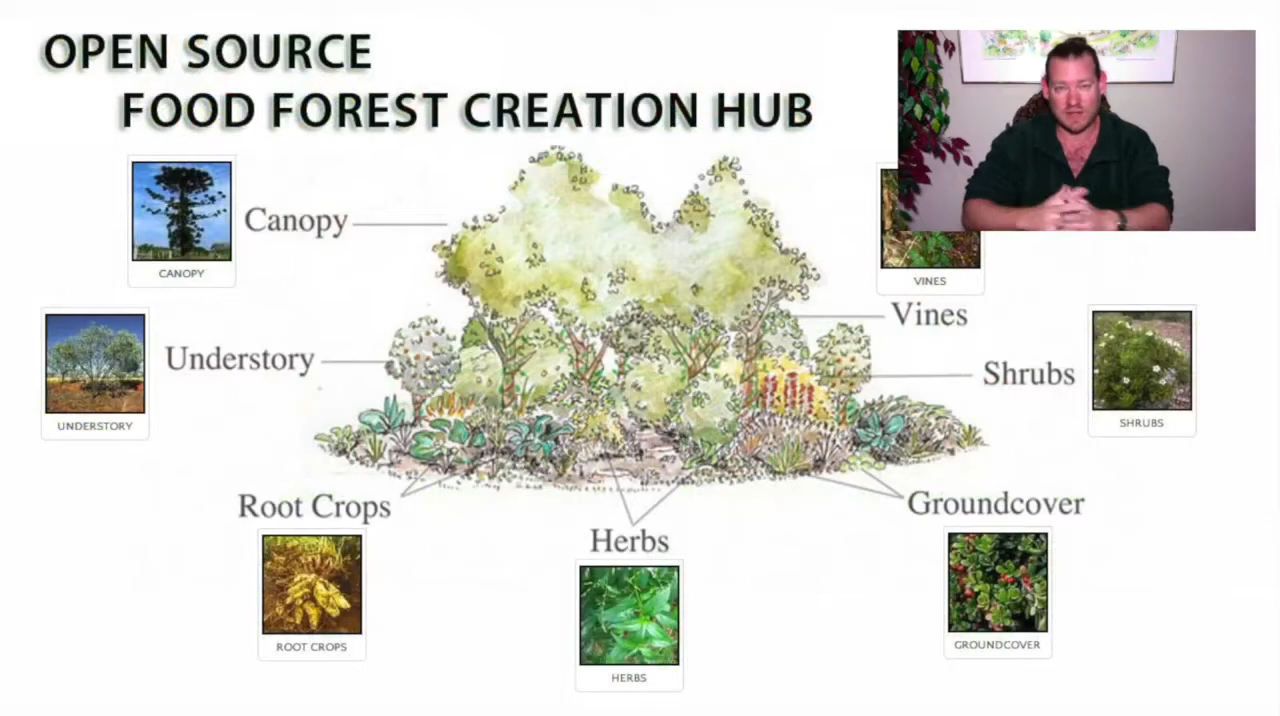 OPEN SOURCE
FOOD FOREST CREATION HUB
CANOPY
Canopy
VINES
Vines
UNDERSTORY
Understory
Shrubs
SHRUBS
Root Crops
ROOT CROPS
Herbs
HERBS
Groundcover
GROUNDCOVER